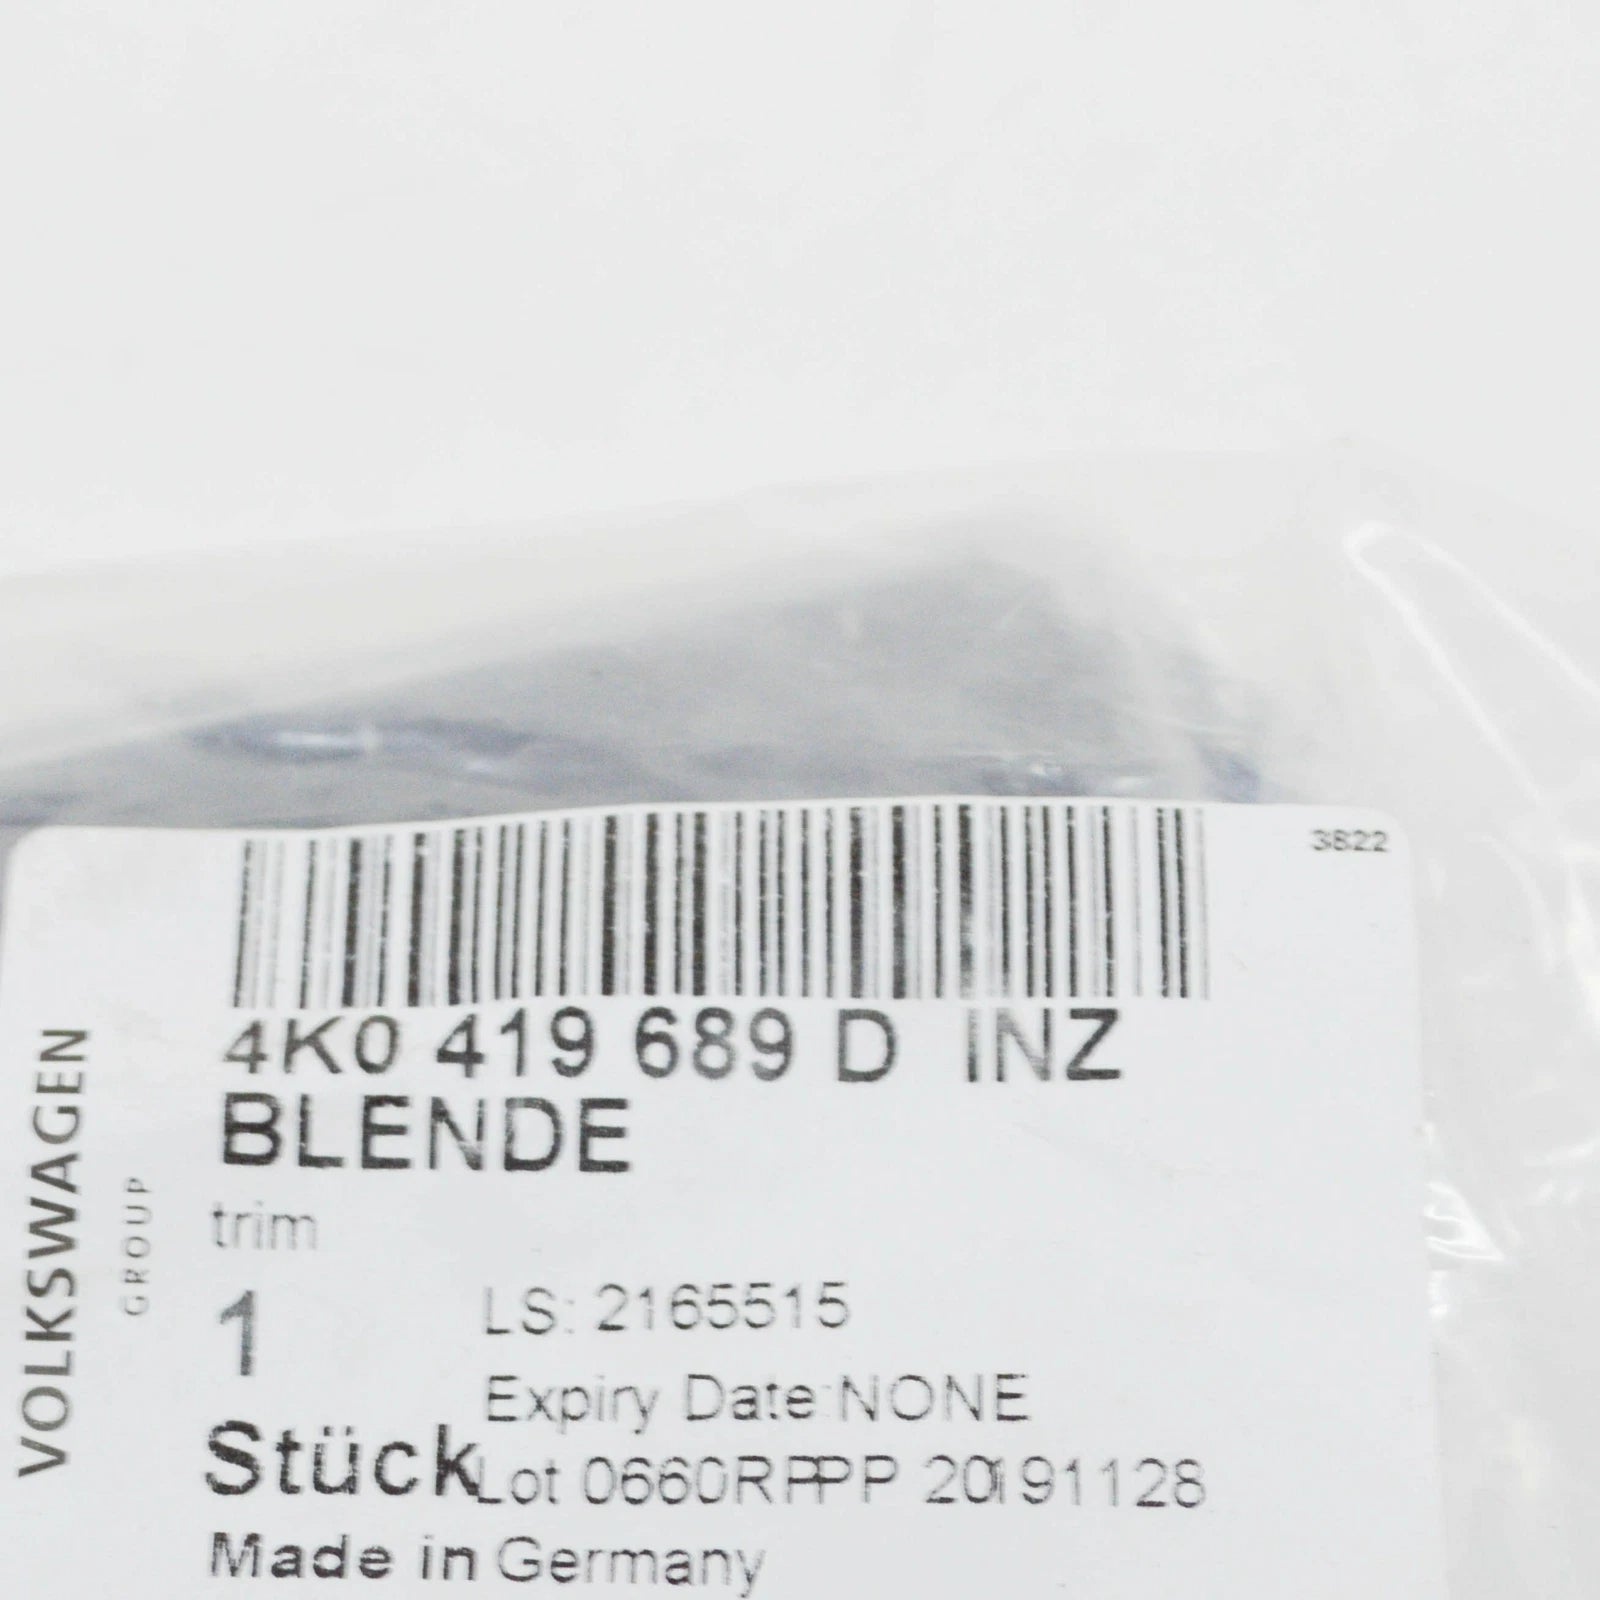 3822
4K0 419 689 D INZ
BLENDE
trim
1
LS: 2165515
Expiry Date:NONE
Stück
Lot 0660RPPP 20191128
Made in Germany
VOLKSWAGEN
GROUP